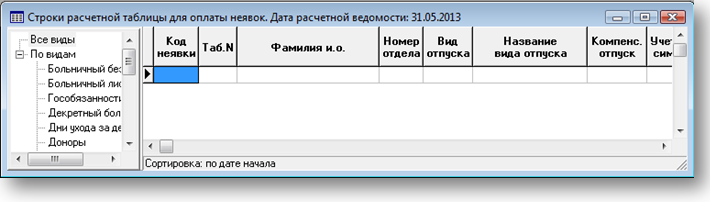 Строки расчетной таблицы для оплаты неявок. Дата расчетной ведомости: 31.05.2013
Все виды
По видам
Больничный без
Больничный лис
Гособязанності
Декретный бол
Дни ухода за де
Доноры
Код неявки
Таб.N
Фамилия и.о.
Номер отдела
Вид отпуска
Название вида отпуска
Компенс. отпуск
Учет сим
Сортировка: по дате начала